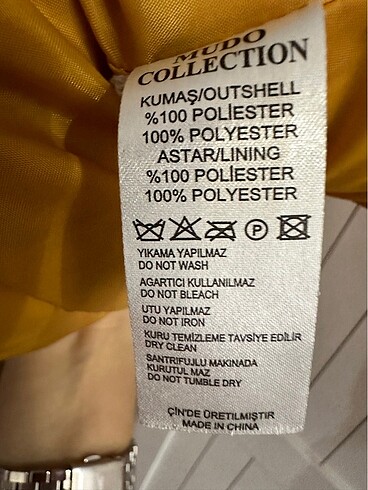 MUDO
COLLECTION
KUMAŞ/OUTSHELL
%100 POLİESTER
100% POLYESTER
ASTAR/LINING
%100 POLİESTER
100% POLYESTER
P
YIKAMA YAPILMAZ
DO NOT WASH
AGARTICI KULLANILMAZ
DO NOT BLEACH
UTU YAPILMAZ
DO NOT IRON
KURU TEMİZLEME TAVSİYE EDİLİR
DRY CLEAN
SANTRIFUJLU MAKINADA
KURUTUL MAZ
DO NOT TUMBLE DRY
ÇİN'DE ÜRETİLMİŞTİR
MADE IN CHINA